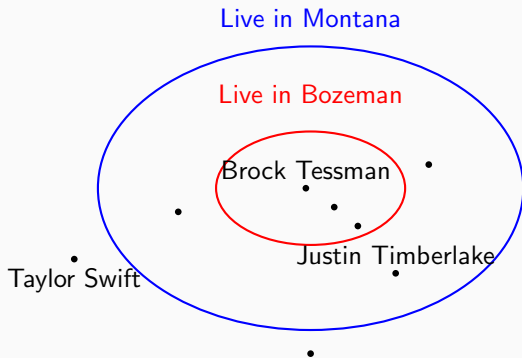 Live in Montana
Live in Bozeman
Brock Tessman
Justin Timberlake
Taylor Swift